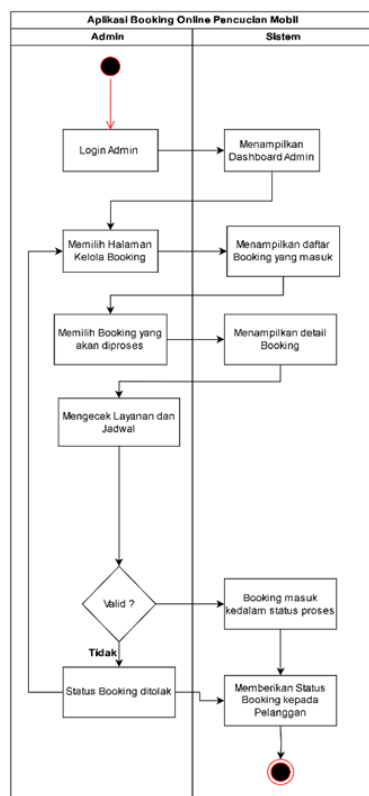 Aplikasi Booking Online Pencucian Mobil
Admin
Sistem
Login Admin
Menampilkan
Dashboard Admin
Memilih Halaman
Kelola Booking
Menampilkan daftar
Booking yang masuk
Memilih Booking yang
akan diproses
Menampilkan detail
Booking
Mengecek Layanan dan
Jadwal
Valid ?
Booking masuk
kedalam status proses
Tidak
Status Booking ditolak
Memberikan Status
Booking kepada
Pelanggan